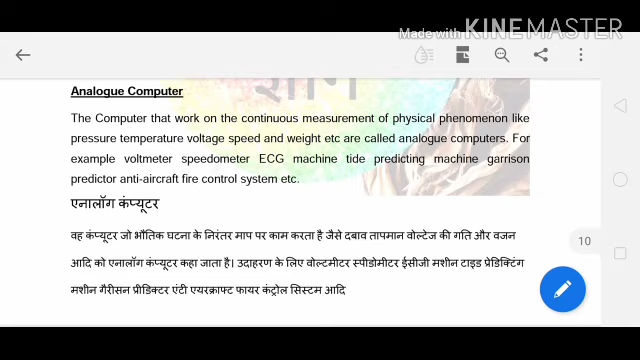 Made with KINEMASTER
ज्ञान
Analogue Computer
The Computer that work on the continuous measurement of physical phenomenon like
pressure temperature voltage speed and weight etc are called analogue computers. For
example voltmeter speedometer ECG machine tide predicting machine garrison
predictor anti-aircraft fire control system etc.
एनालॉग कंप्यूटर
वह कंप्यूटर जो भौतिक घटना के निरंतर माप पर काम करता है जैसे दबाव तापमान वोल्टेज की गति और वजन
आदि को एनालॉग कंप्यूटर कहा जाता है। उदाहरण के लिए वोल्टमीटर स्पीडोमीटर ईसीजी मशीन टाइड प्रेडिक्टिंग
मशीन गैरीसन प्रीडिक्टर एंटी एयरक्राफ्ट फायर कंट्रोल सिस्टम आदि
10